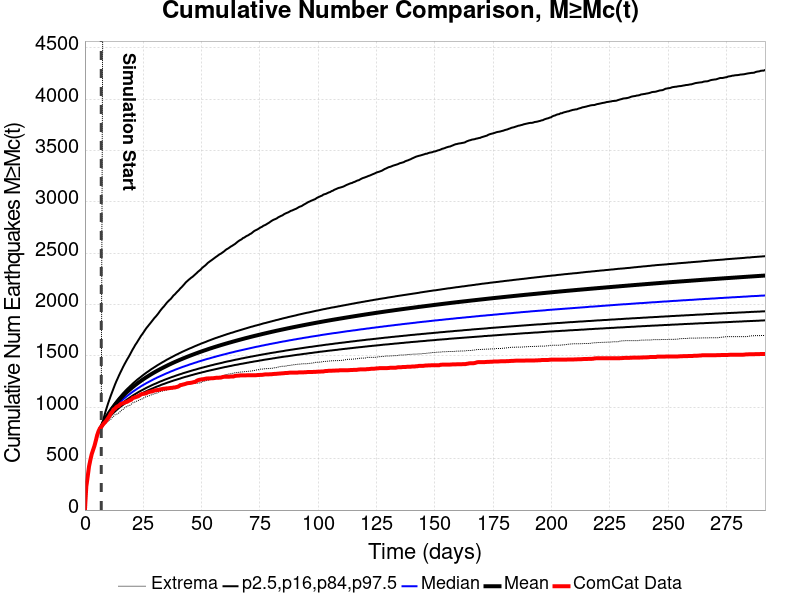 Cumulative Number Comparison, M≥Mc(t)
Cumulative Num Earthquakes M≥Mc(t)
4500
4000
3500
3000
2500
2000
1500
1000
500
0
Simulation Start
0 25 50 75 100 125 150 175 200 225 250 275
Time (days)
Extrema p2.5,p16,p84,p97.5 Median Mean ComCat Data